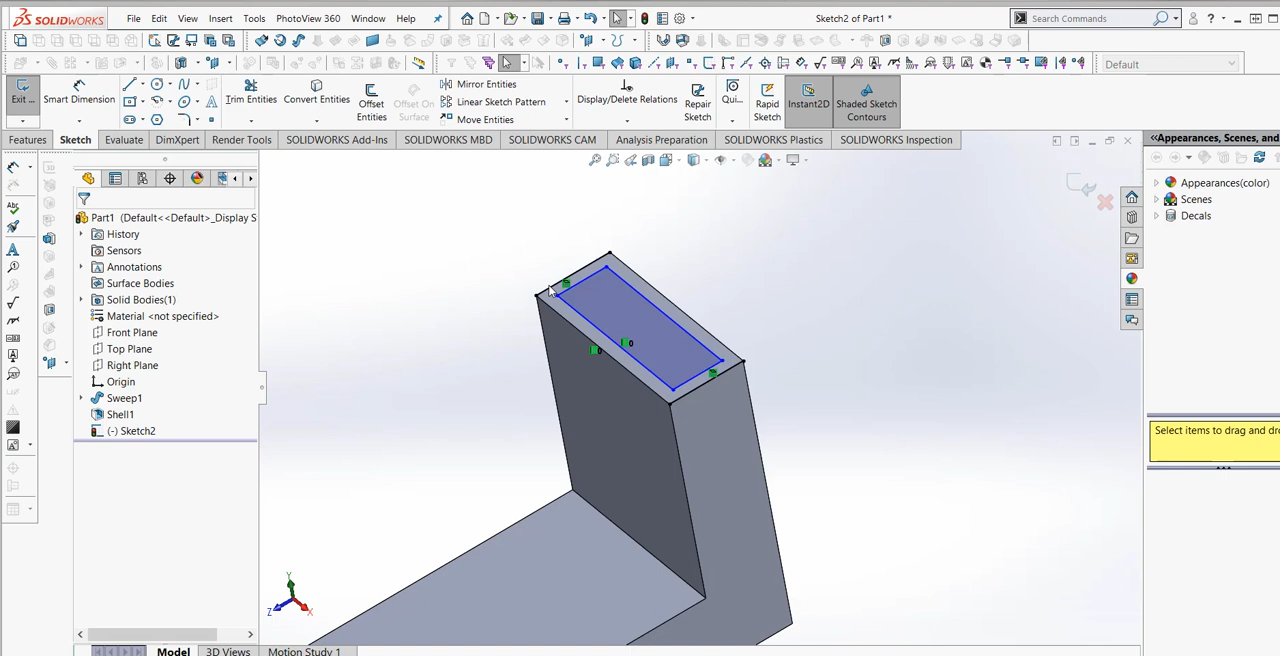 SOLIDWORKS File Edit View Insert Tools PhotoView 360 Window Help Sketch2 of Part1 * Search Commands ?
Default
Exit ... Smart Dimension Trim Entities Convert Entities Offset Entities Offset On Surface Mirror Entities Linear Sketch Pattern Move Entities Display/Delete Relations Repair Sketch Qui... Rapid Sketch Instant2D Shaded Sketch Contours
Features Sketch Evaluate DimXpert Render Tools SOLIDWORKS Add-Ins SOLIDWORKS MBD SOLIDWORKS CAM Analysis Preparation SOLIDWORKS Plastics SOLIDWORKS Inspection
Appearances, Scenes, and
Part1 (Default<<Default>_Display S
History
Sensors
Annotations
Surface Bodies
Solid Bodies(1)
Material <not specified>
Front Plane
Top Plane
Right Plane
Origin
Sweep1
Shell1
(-) Sketch2
Appearances(color)
Scenes
Decals
Select items to drag and dr
0
0
Y
Z
X
Model 3D Views Motion Study 1